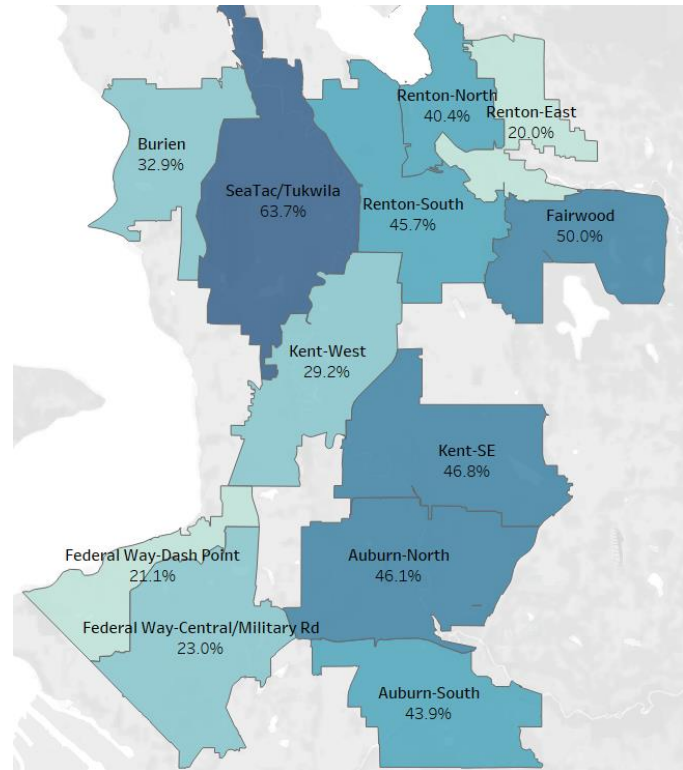 Renton-North
40.4%
Renton-East
20.0%
Burien
32.9%
SeaTac/Tukwila
63.7%
Renton-South
45.7%
Fairwood
50.0%
Kent-West
29.2%
Kent-SE
46.8%
Federal Way-Dash Point
21.1%
Auburn-North
46.1%
Federal Way-Central/Military Rd
23.0%
Auburn-South
43.9%